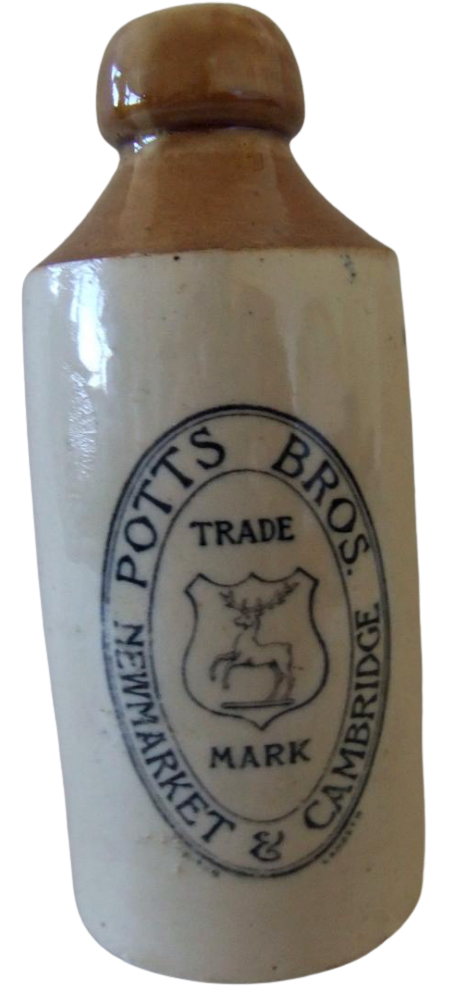 POTTS BROS.
TRADE
MARK
NEWMARKET & CAMBRIDGE